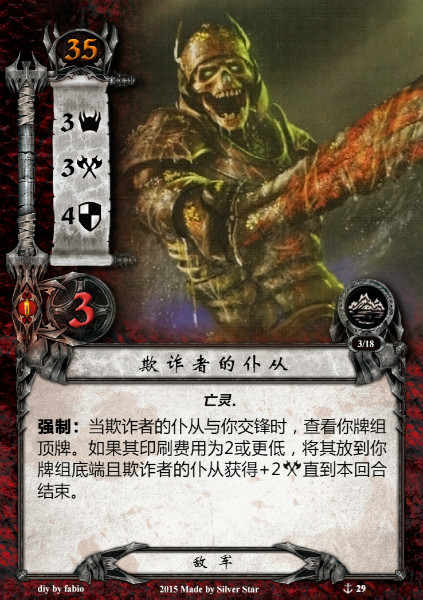 35
3
3
4
3
3/18
欺诈者的仆从
亡灵.
强制：当欺诈者的仆从与你交锋时，查看你牌组
顶牌。如果其印刷费用为2或更低，将其放到你
牌组底端且欺诈者的仆从获得+2直到本回合
结束。
敌军
diy by fabio 2015 Made by Silver Star 29